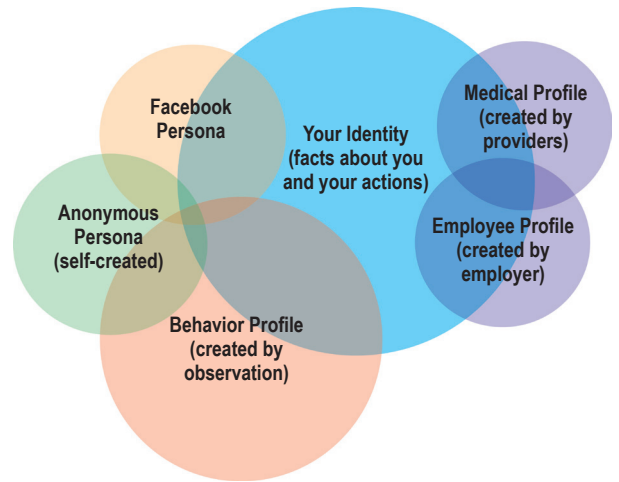 Facebook
Persona
Your Identity
(facts about you
and your actions)
Medical Profile
(created by
providers)
Anonymous
Persona
(self-created)
Employee Profile
(created by
employer)
Behavior Profile
(created by
observation)